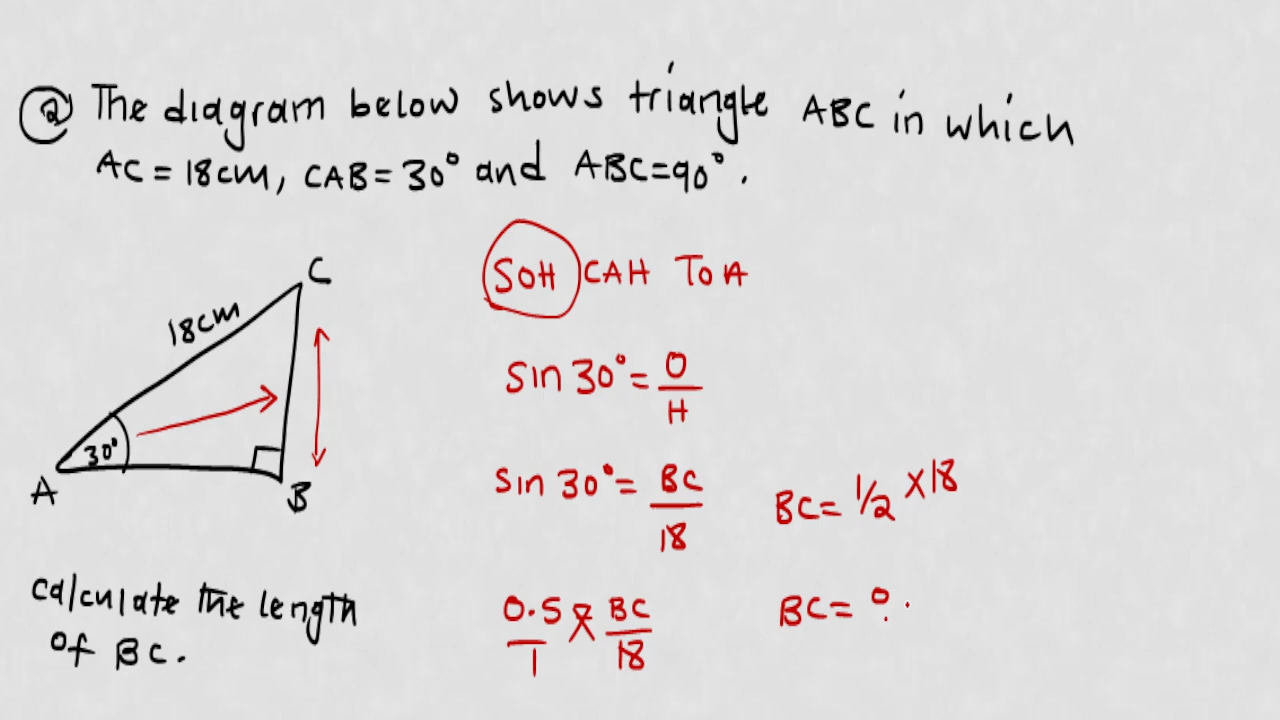 ② The diagram below shows triangle ABC in which
AC = 18cm, CAB = 30° and ABC=90°.
C
18cm
30°
A
B
calculate the length
of BC.
SOH CAH TOA
Sin 30° = O/H
Sin 30° = BC/18
0.5/1 × BC/18
BC = 1/2 × 18
BC =